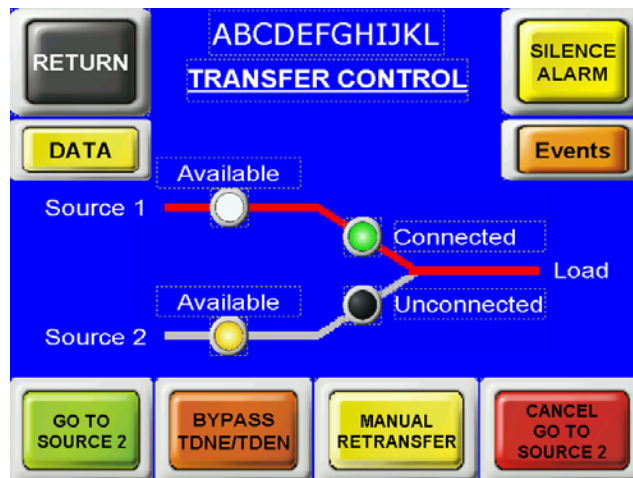 RETURN
ABCDEFGHIJKL
TRANSFER CONTROL
SILENCE
ALARM
DATA
Events
Available
Source 1
Connected
Load
Available
Unconnected
Source 2
GO TO
SOURCE 2
BYPASS
TDNE/TDEN
MANUAL
RETRANSFER
CANCEL
GO TO
SOURCE 2